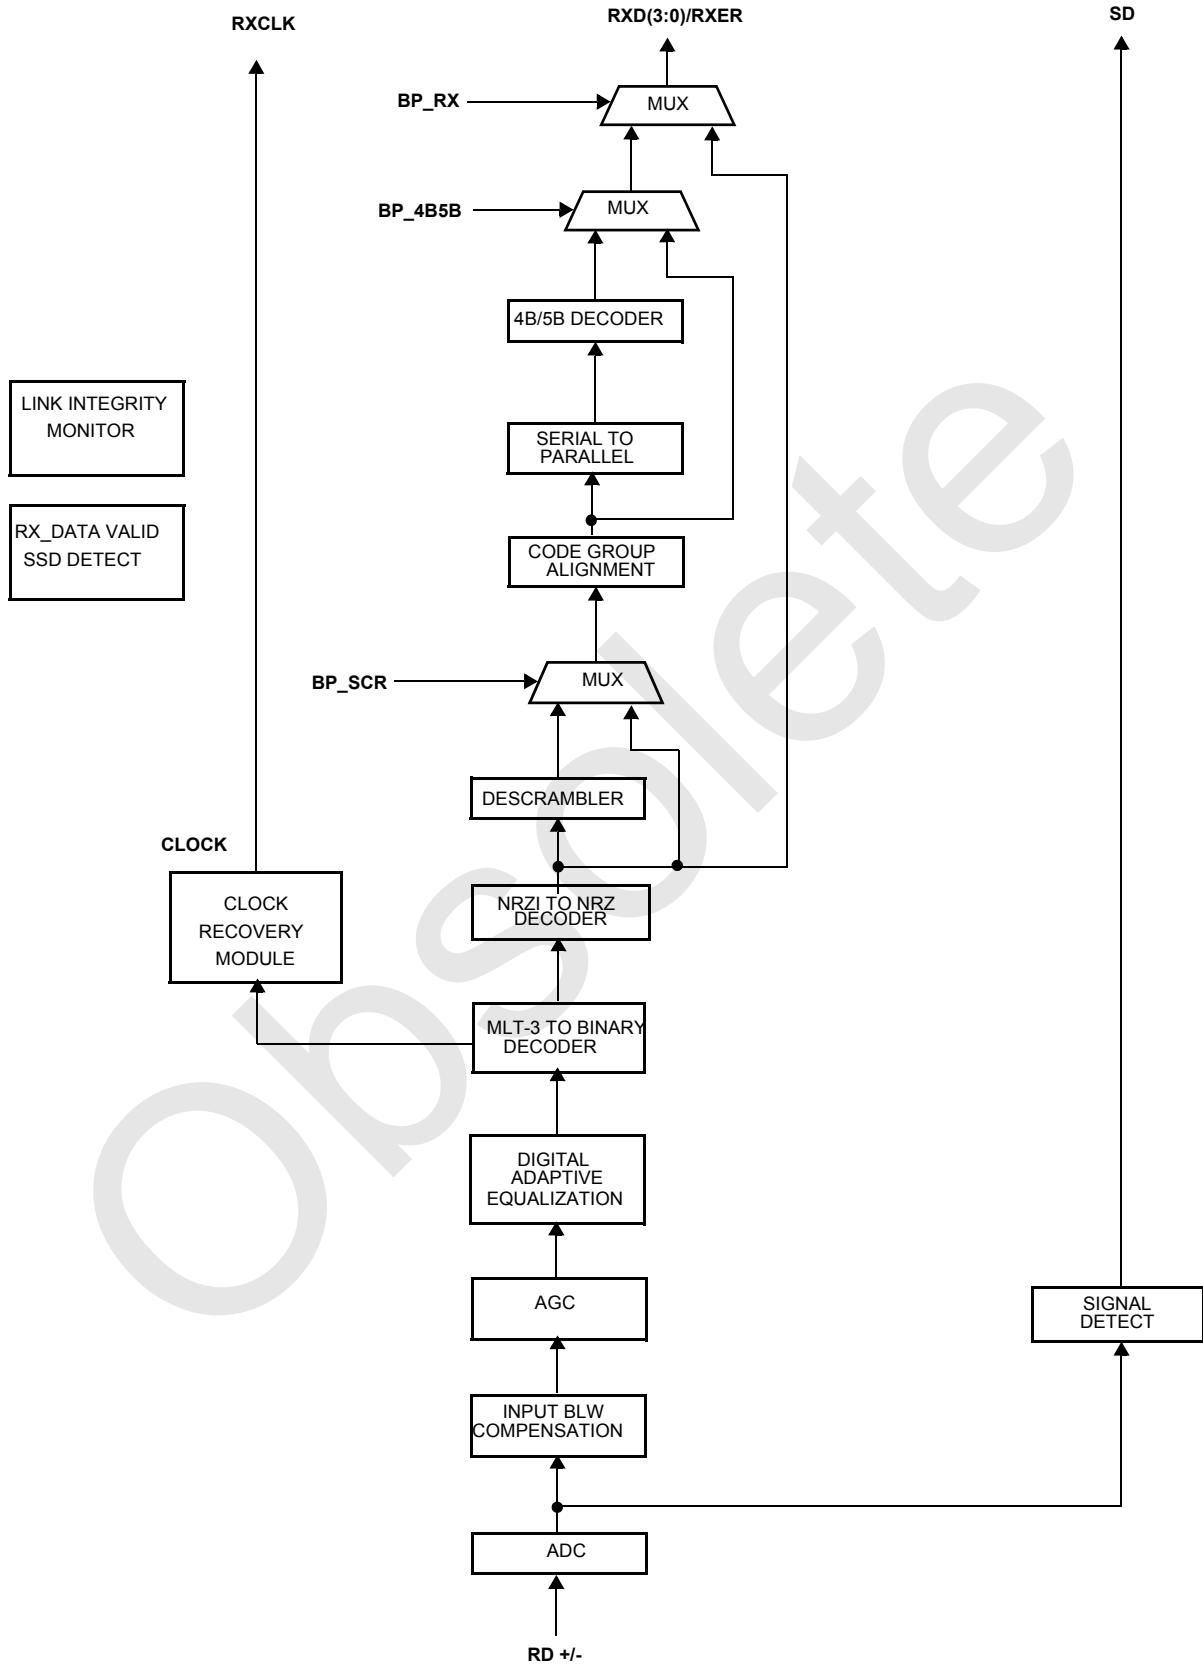 RXCLK
RXD(3:0)/RXER
SD
BP_RX
MUX
BP_4B5B
MUX
4B/5B DECODER
LINK INTEGRITY
MONITOR
SERIAL TO
PARALLEL
RX_DATA VALID
SSD DETECT
CODE GROUP
ALIGNMENT
BP_SCR
MUX
DESCRAMBLER
CLOCK
CLOCK
RECOVERY
MODULE
NRZI TO NRZ
DECODER
MLT-3 TO BINARY
DECODER
DIGITAL
ADAPTIVE
EQUALIZATION
AGC
SIGNAL
DETECT
INPUT BLW
COMPENSATION
ADC
RD +/-
Obsolete